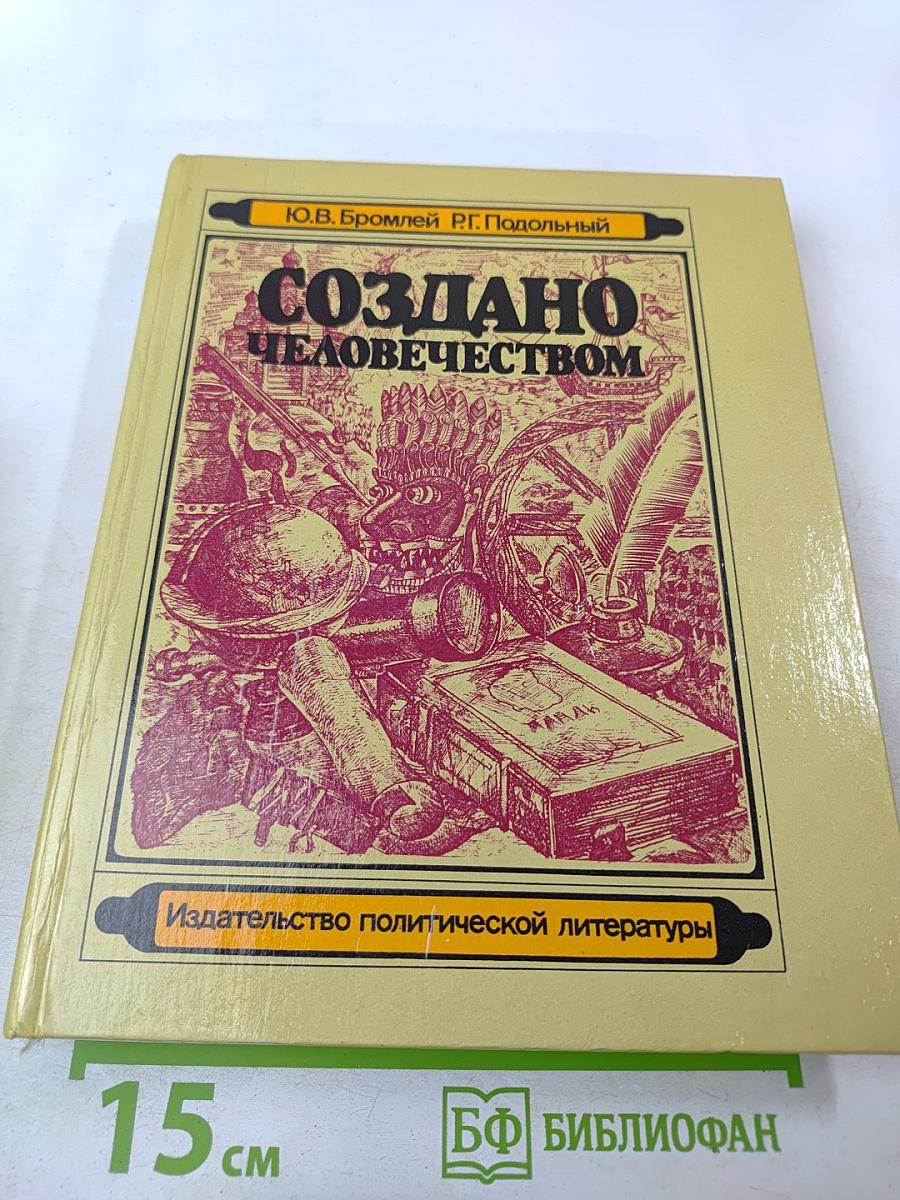 Ю.В. Бромлей Р.Г. Подольный
СОЗДАНО
ЧЕЛОВЕЧЕСТВОМ
Издательство политической литературы
15 см
БФ БИБЛИОФАН